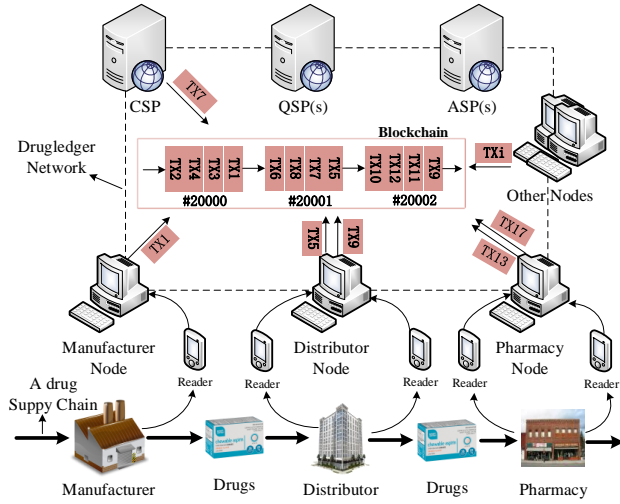 CSP
QSP(s)
ASP(s)
TX7
Drugledger
Network
Blockchain
TX2
TX4
TX3
TX1
TX6
TX8
TX7
TX5
TX10
TX12
TX11
TX9
TXi
#20000
#20001
#20002
Other Nodes
TX1
TX5
TX9
TX17
TX13
Manufacturer
Node
Distributor
Node
Pharmacy
Node
Reader
Reader
Reader
Reader
Reader
A drug
Suppy Chain
Manufacturer
Drugs
Distributor
Drugs
Pharmacy